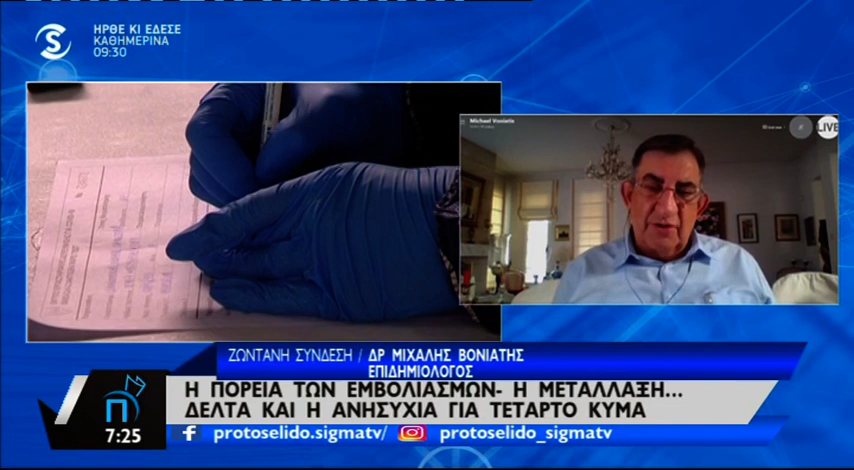 ΗΡΘΕ ΚΙ ΕΔΕΣΕ
ΚΑΘΗΜΕΡΙΝΑ
09:30
S
Michael Voniatis
LIVE
ΖΩΝΤΑΝΗ ΣΥΝΔΕΣΗ / ΔΡ ΜΙΧΑΛΗΣ ΒΟΝΙΑΤΗΣ
ΕΠΙΔΗΜΙΟΛΟΓΟΣ
Η ΠΟΡΕΙΑ ΤΩΝ ΕΜΒΟΛΙΑΣΜΩΝ- Η ΜΕΤΑΛΛΑΞΗ...
ΔΕΛΤΑ ΚΑΙ Η ΑΝΗΣΥΧΙΑ ΓΙΑ ΤΕΤΑΡΤΟ ΚΥΜΑ
Π
7:25
protoselido.sigmatv/ protoselido_sigmatv